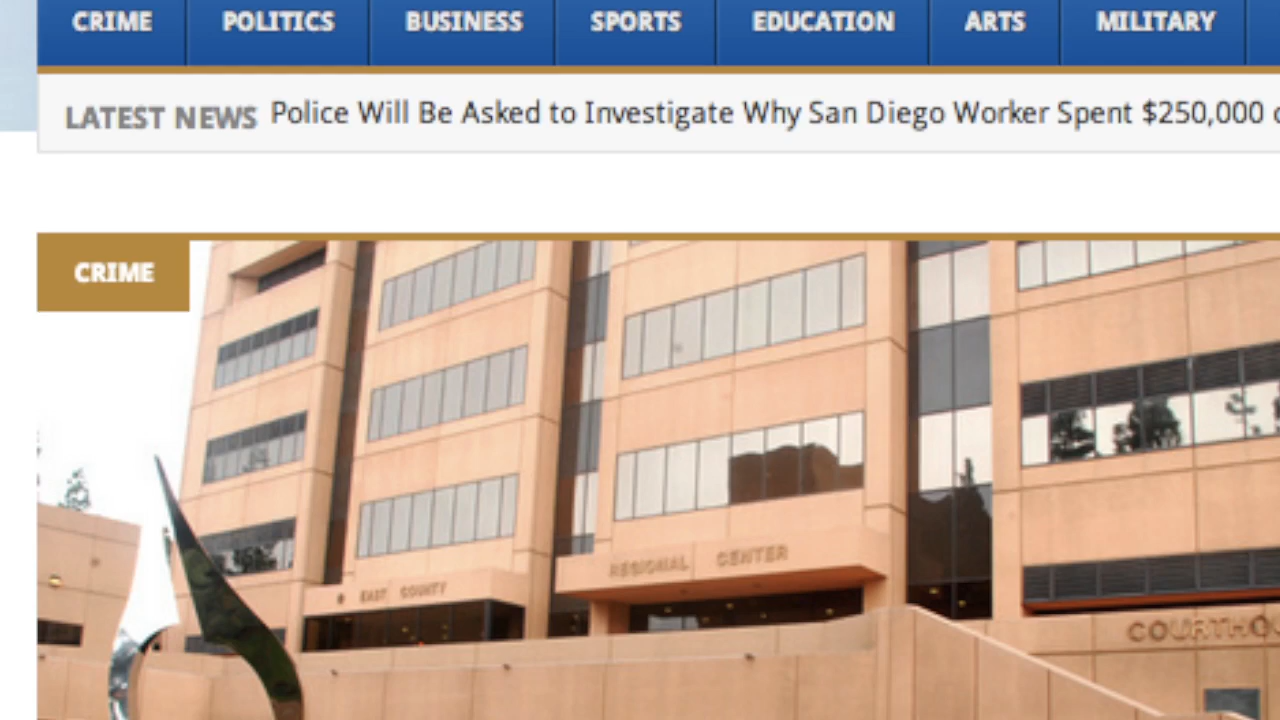 CRIME POLITICS BUSINESS SPORTS EDUCATION ARTS MILITARY
LATEST NEWS Police Will Be Asked to Investigate Why San Diego Worker Spent $250,000
CRIME
REGIONAL CENTER
EAST COUNTY
COURTHO